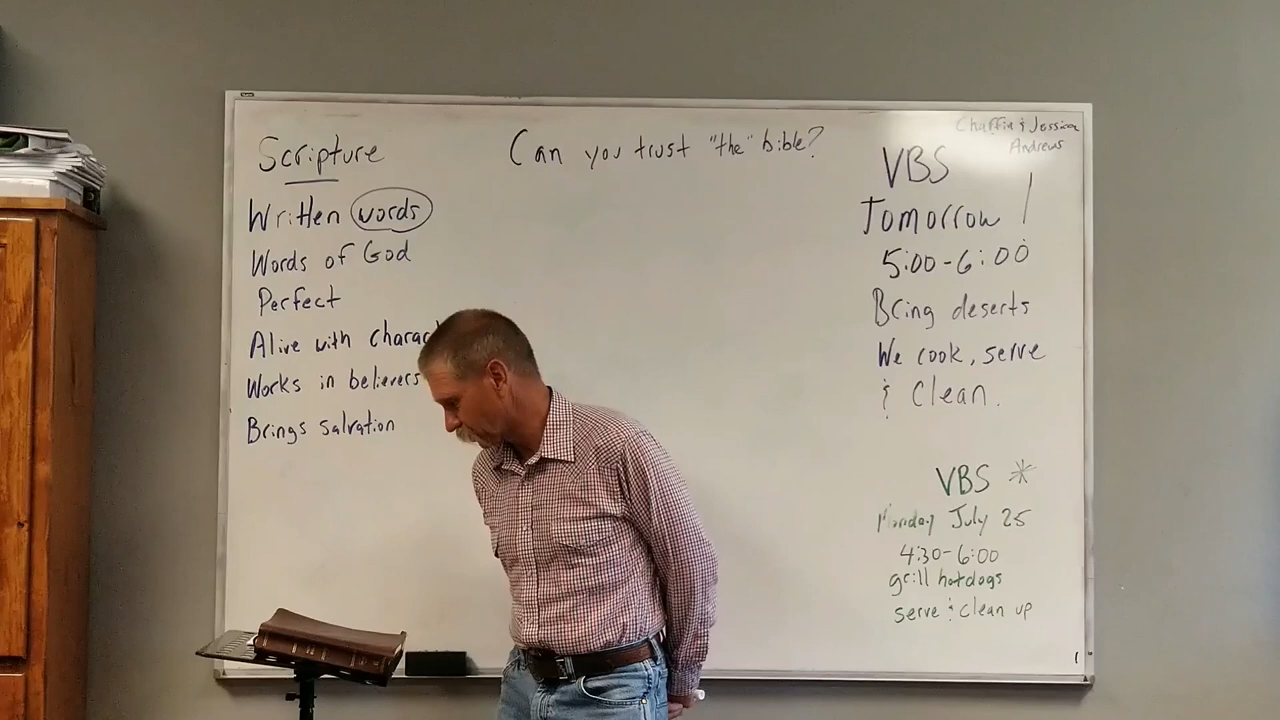 Scripture
Written words
Words of God
Perfect
Alive with charac
Works in believers
Brings salvation
Can you trust "the" bible?
Chaffin & Jessica
Andrews
VBS
Tomorrow!
5:00-6:00
Bring deserts
We cook, serve
& Clean.
VBS *
Monday July 25
4:30-6:00
grill hotdogs
serve & clean up